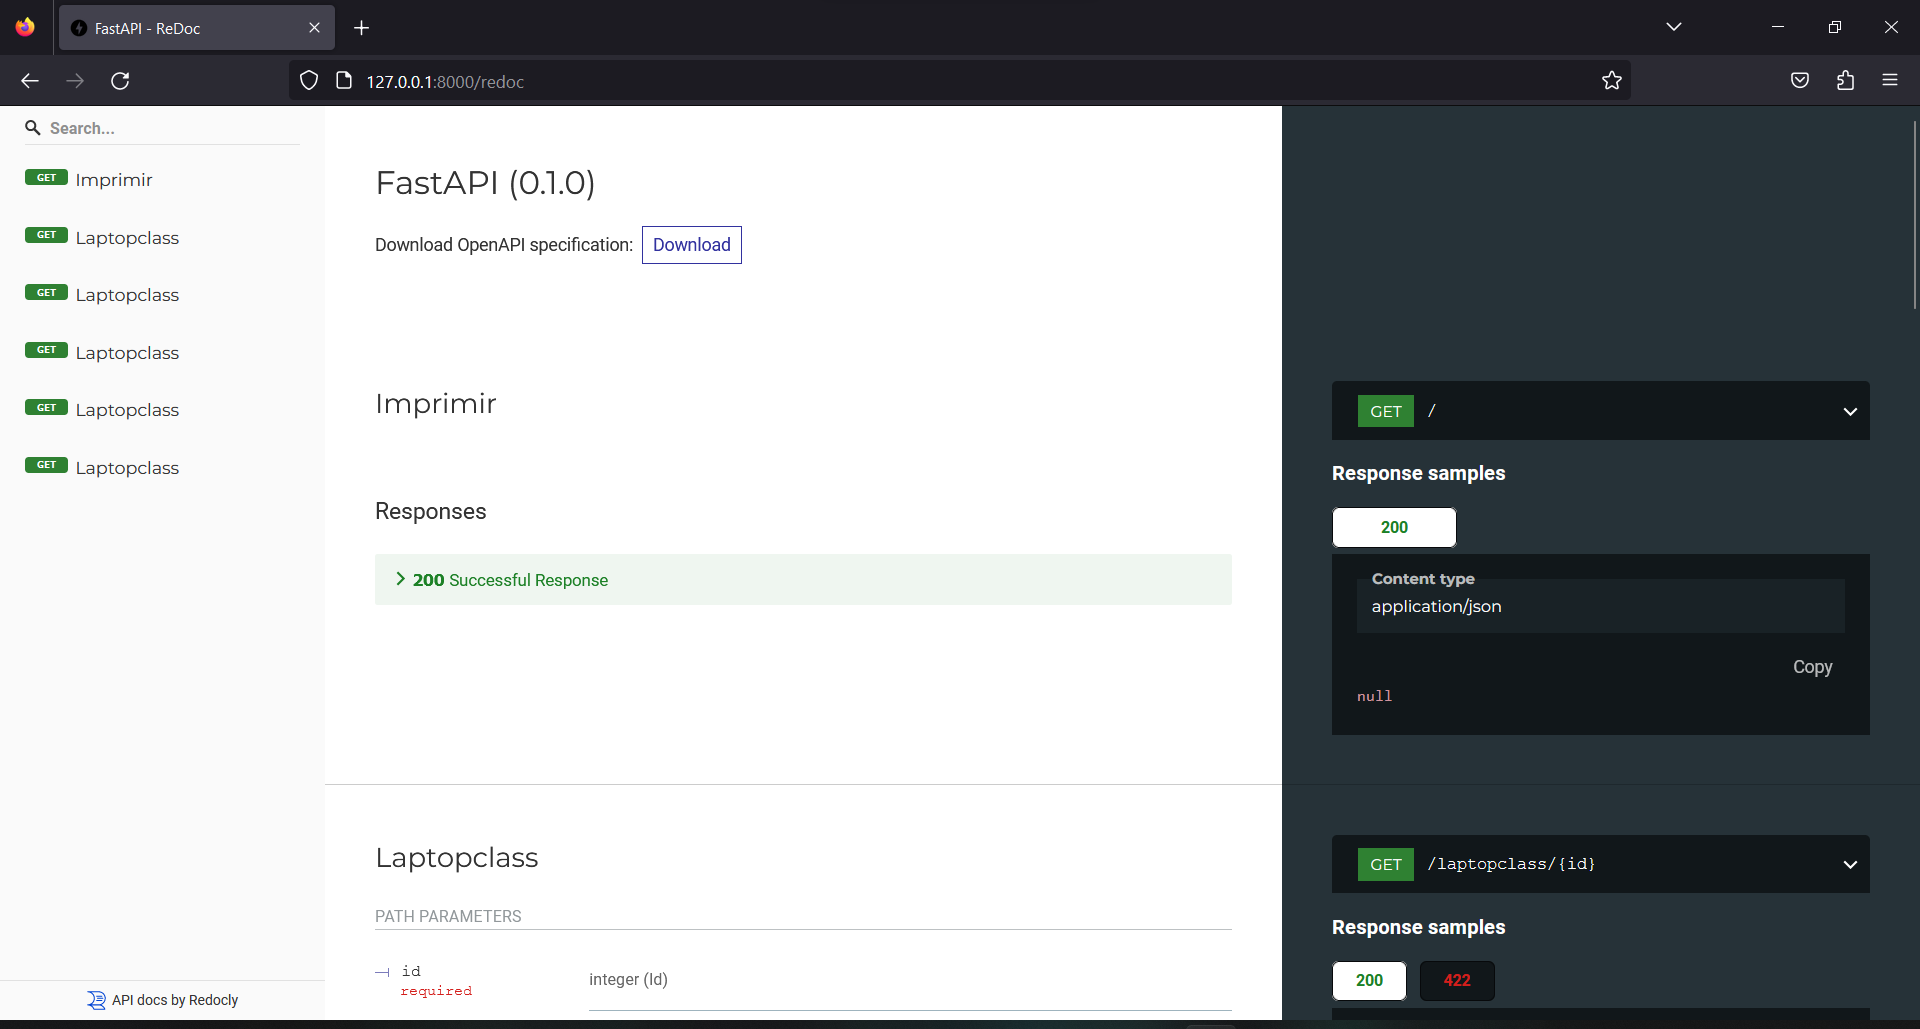 FastAPI - ReDoc
127.0.0.1:8000/redoc
Search...
GET Imprimir
GET Laptopclass
GET Laptopclass
GET Laptopclass
GET Laptopclass
GET Laptopclass
API docs by Redocly
FastAPI (0.1.0)
Download OpenAPI specification: Download
Imprimir
Responses
200 Successful Response
Laptopclass
PATH PARAMETERS
id
required
integer (Id)
GET /
Response samples
200
Content type
application/json
Copy
null
GET /laptopclass/{id}
Response samples
200 422